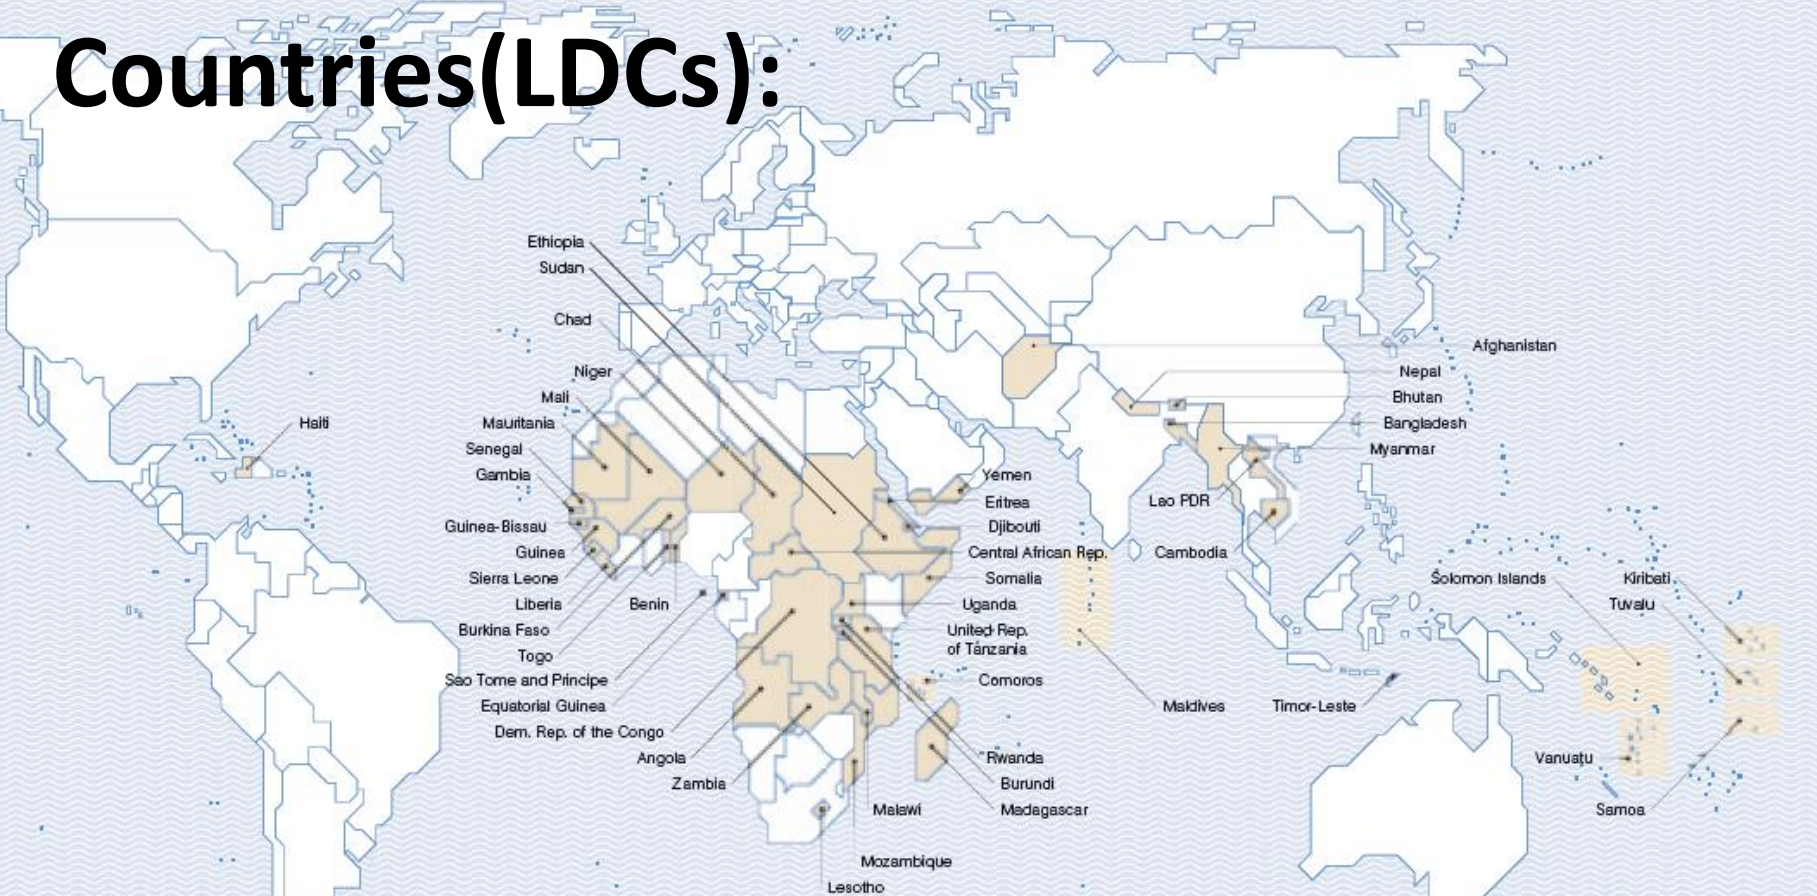 Countries(LDCs):
Ethiopia
Sudan
Chad
Niger
Mali
Mauritania
Senegal
Gambia
Guinea-Bissau
Guinea
Sierra Leone
Liberia
Burkina Faso
Togo
Sao Tome and Principe
Equatorial Guinea
Dem. Rep. of the Congo
Angola
Zambia
Haiti
Benin
Yemen
Eritrea
Djibouti
Central African Rep.
Somalia
Uganda
United Rep.
of Tanzania
Comoros
Rwanda
Burundi
Madagascar
Malawi
Mozambique
Lesotho
Afghanistan
Nepal
Bhutan
Bangladesh
Myanmar
Lao PDR
Cambodia
Maldives
Timor-Leste
Solomon Islands
Kiribati
Tuvalu
Vanuatu
Samoa